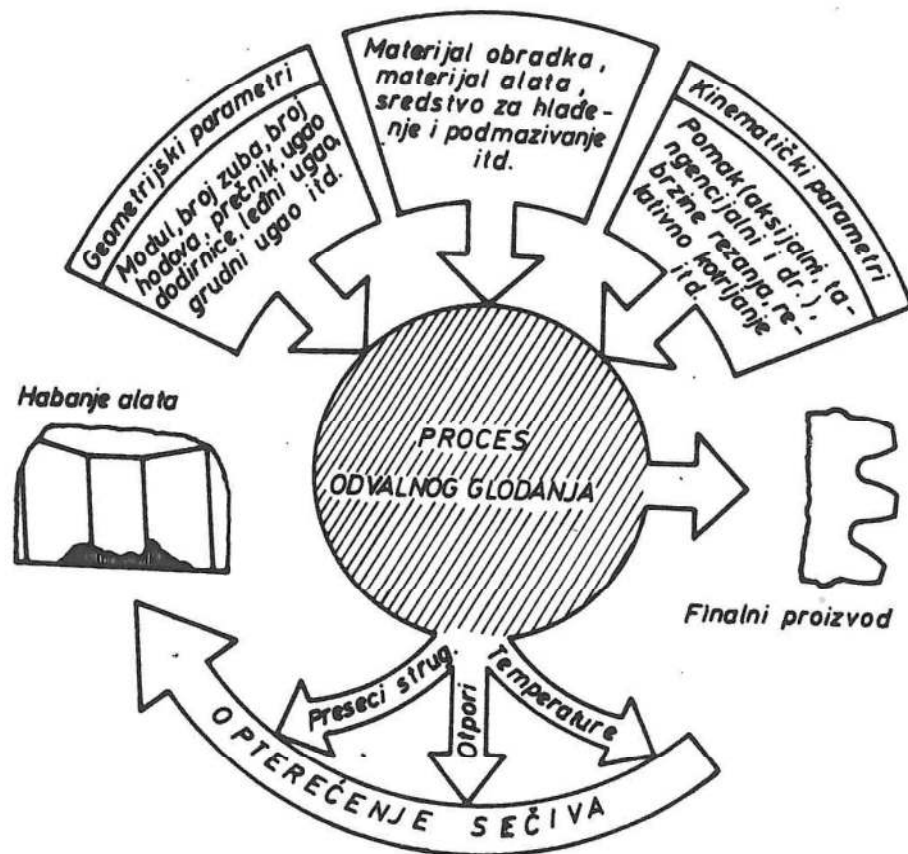 Geometrijski parametri
Modul, broj zuba, broj
hodova, prečnik, ugao
dodirnice, leđni ugao,
grudni ugao itd.
Materijal obradka,
materijal alata,
sredstvo za hlađe-
nje i podmazivanje
itd.
Kinematički parametri
Pomak (aksijalni, ta-
ngencijalni i dr.),
brzine rezanja, re-
lativno kotrljanje
itd.
Habanje alata
PROCES
ODVALNOG GLODANJA
Finalni proizvod
Preseci strug.
Otpori
Temperature
OPTEREĆENJE SEČIVA